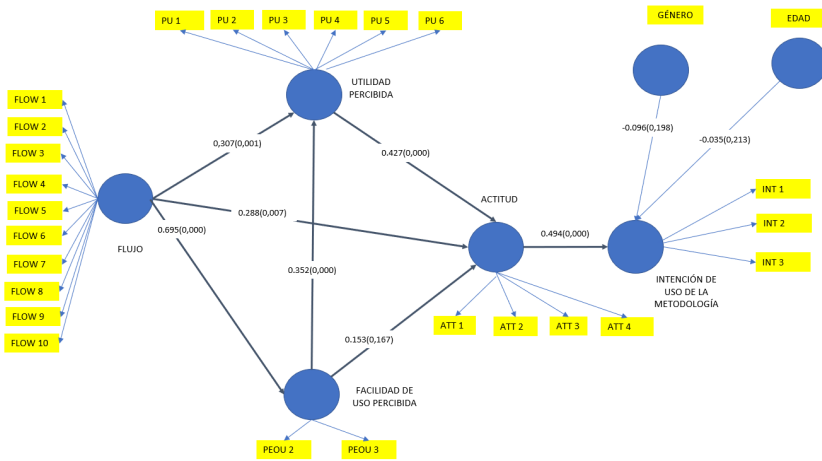 PU 1
PU 2
PU 3
PU 4
PU 5
PU 6
GÉNERO
EDAD
UTILIDAD
PERCIBIDA
FLOW 1
FLOW 2
FLOW 3
FLOW 4
FLOW 5
FLOW 6
FLOW 7
FLOW 8
FLOW 9
FLOW 10
FLUJO
0,307(0,001)
0.427(0,000)
-0.096(0,198)
-0.035(0,213)
ACTITUD
0.288(0,007)
0.695(0,000)
0.494(0,000)
INT 1
INT 2
INT 3
0.352(0,000)
INTENCIÓN DE
USO DE LA
METODOLOGÍA
ATT 1
ATT 2
ATT 3
ATT 4
0.153(0,167)
FACILIDAD DE
USO PERCIBIDA
PEOU 2
PEOU 3